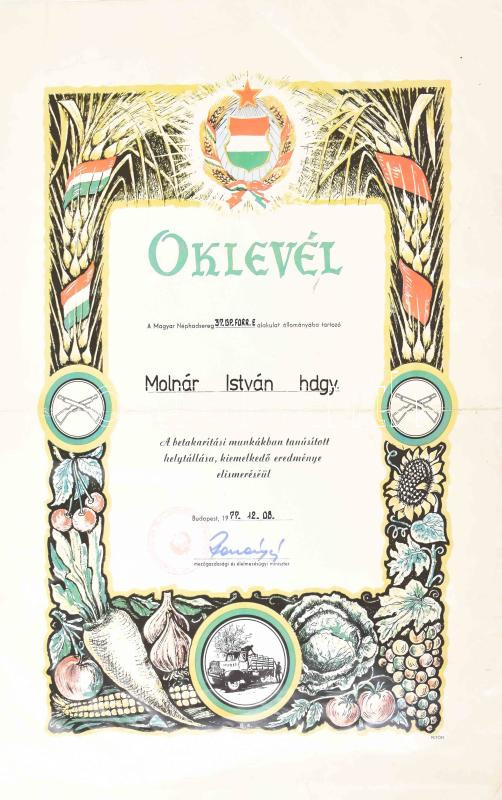 OKLEVÉL
A Magyar Néphadsereg 37. BP. FORR. E alakulat állományába tartozó
Molnár István hdgy.
A betakarítási munkákban tanúsított
helytállása, kiemelkedő eredménye
elismeréséül
Budapest, 1977. 12. 08.
mezőgazdasági és élelmezésügyi miniszter